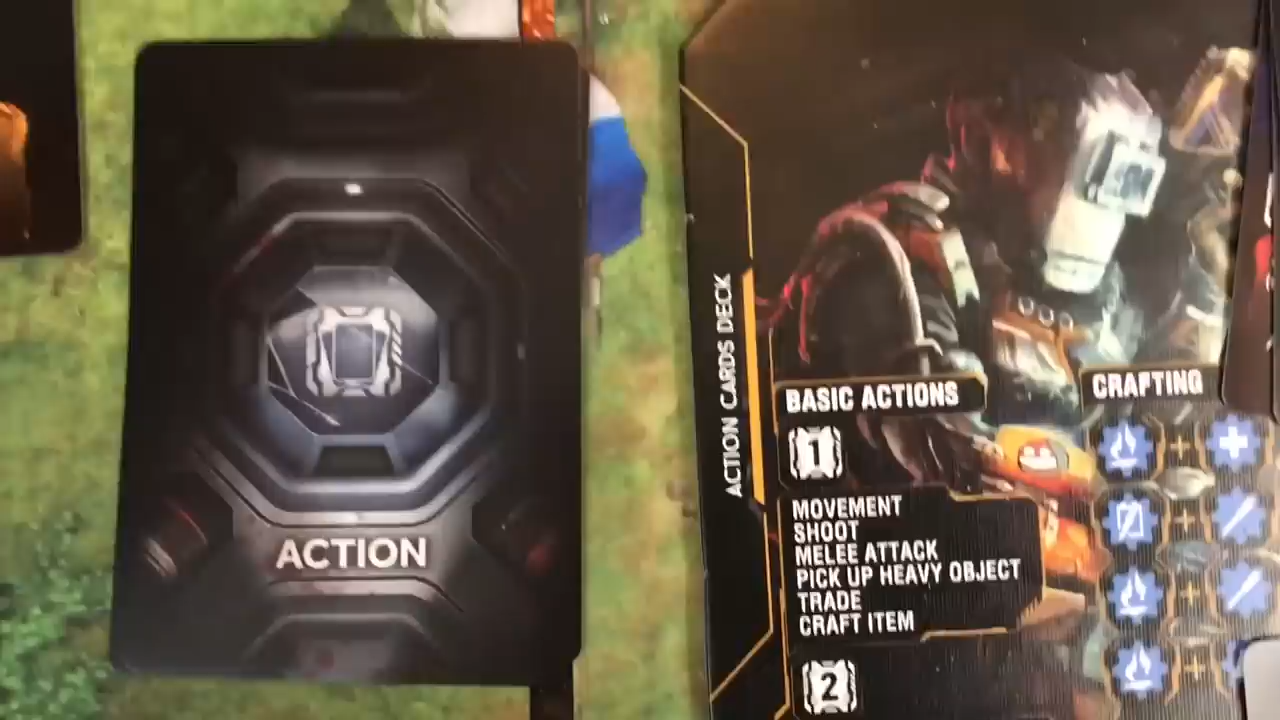 ACTION
ACTION CARDS DECK
BASIC ACTIONS
1
MOVEMENT
SHOOT
MELEE ATTACK
PICK UP HEAVY OBJECT
TRADE
CRAFT ITEM
2
CRAFTING
+
+
+